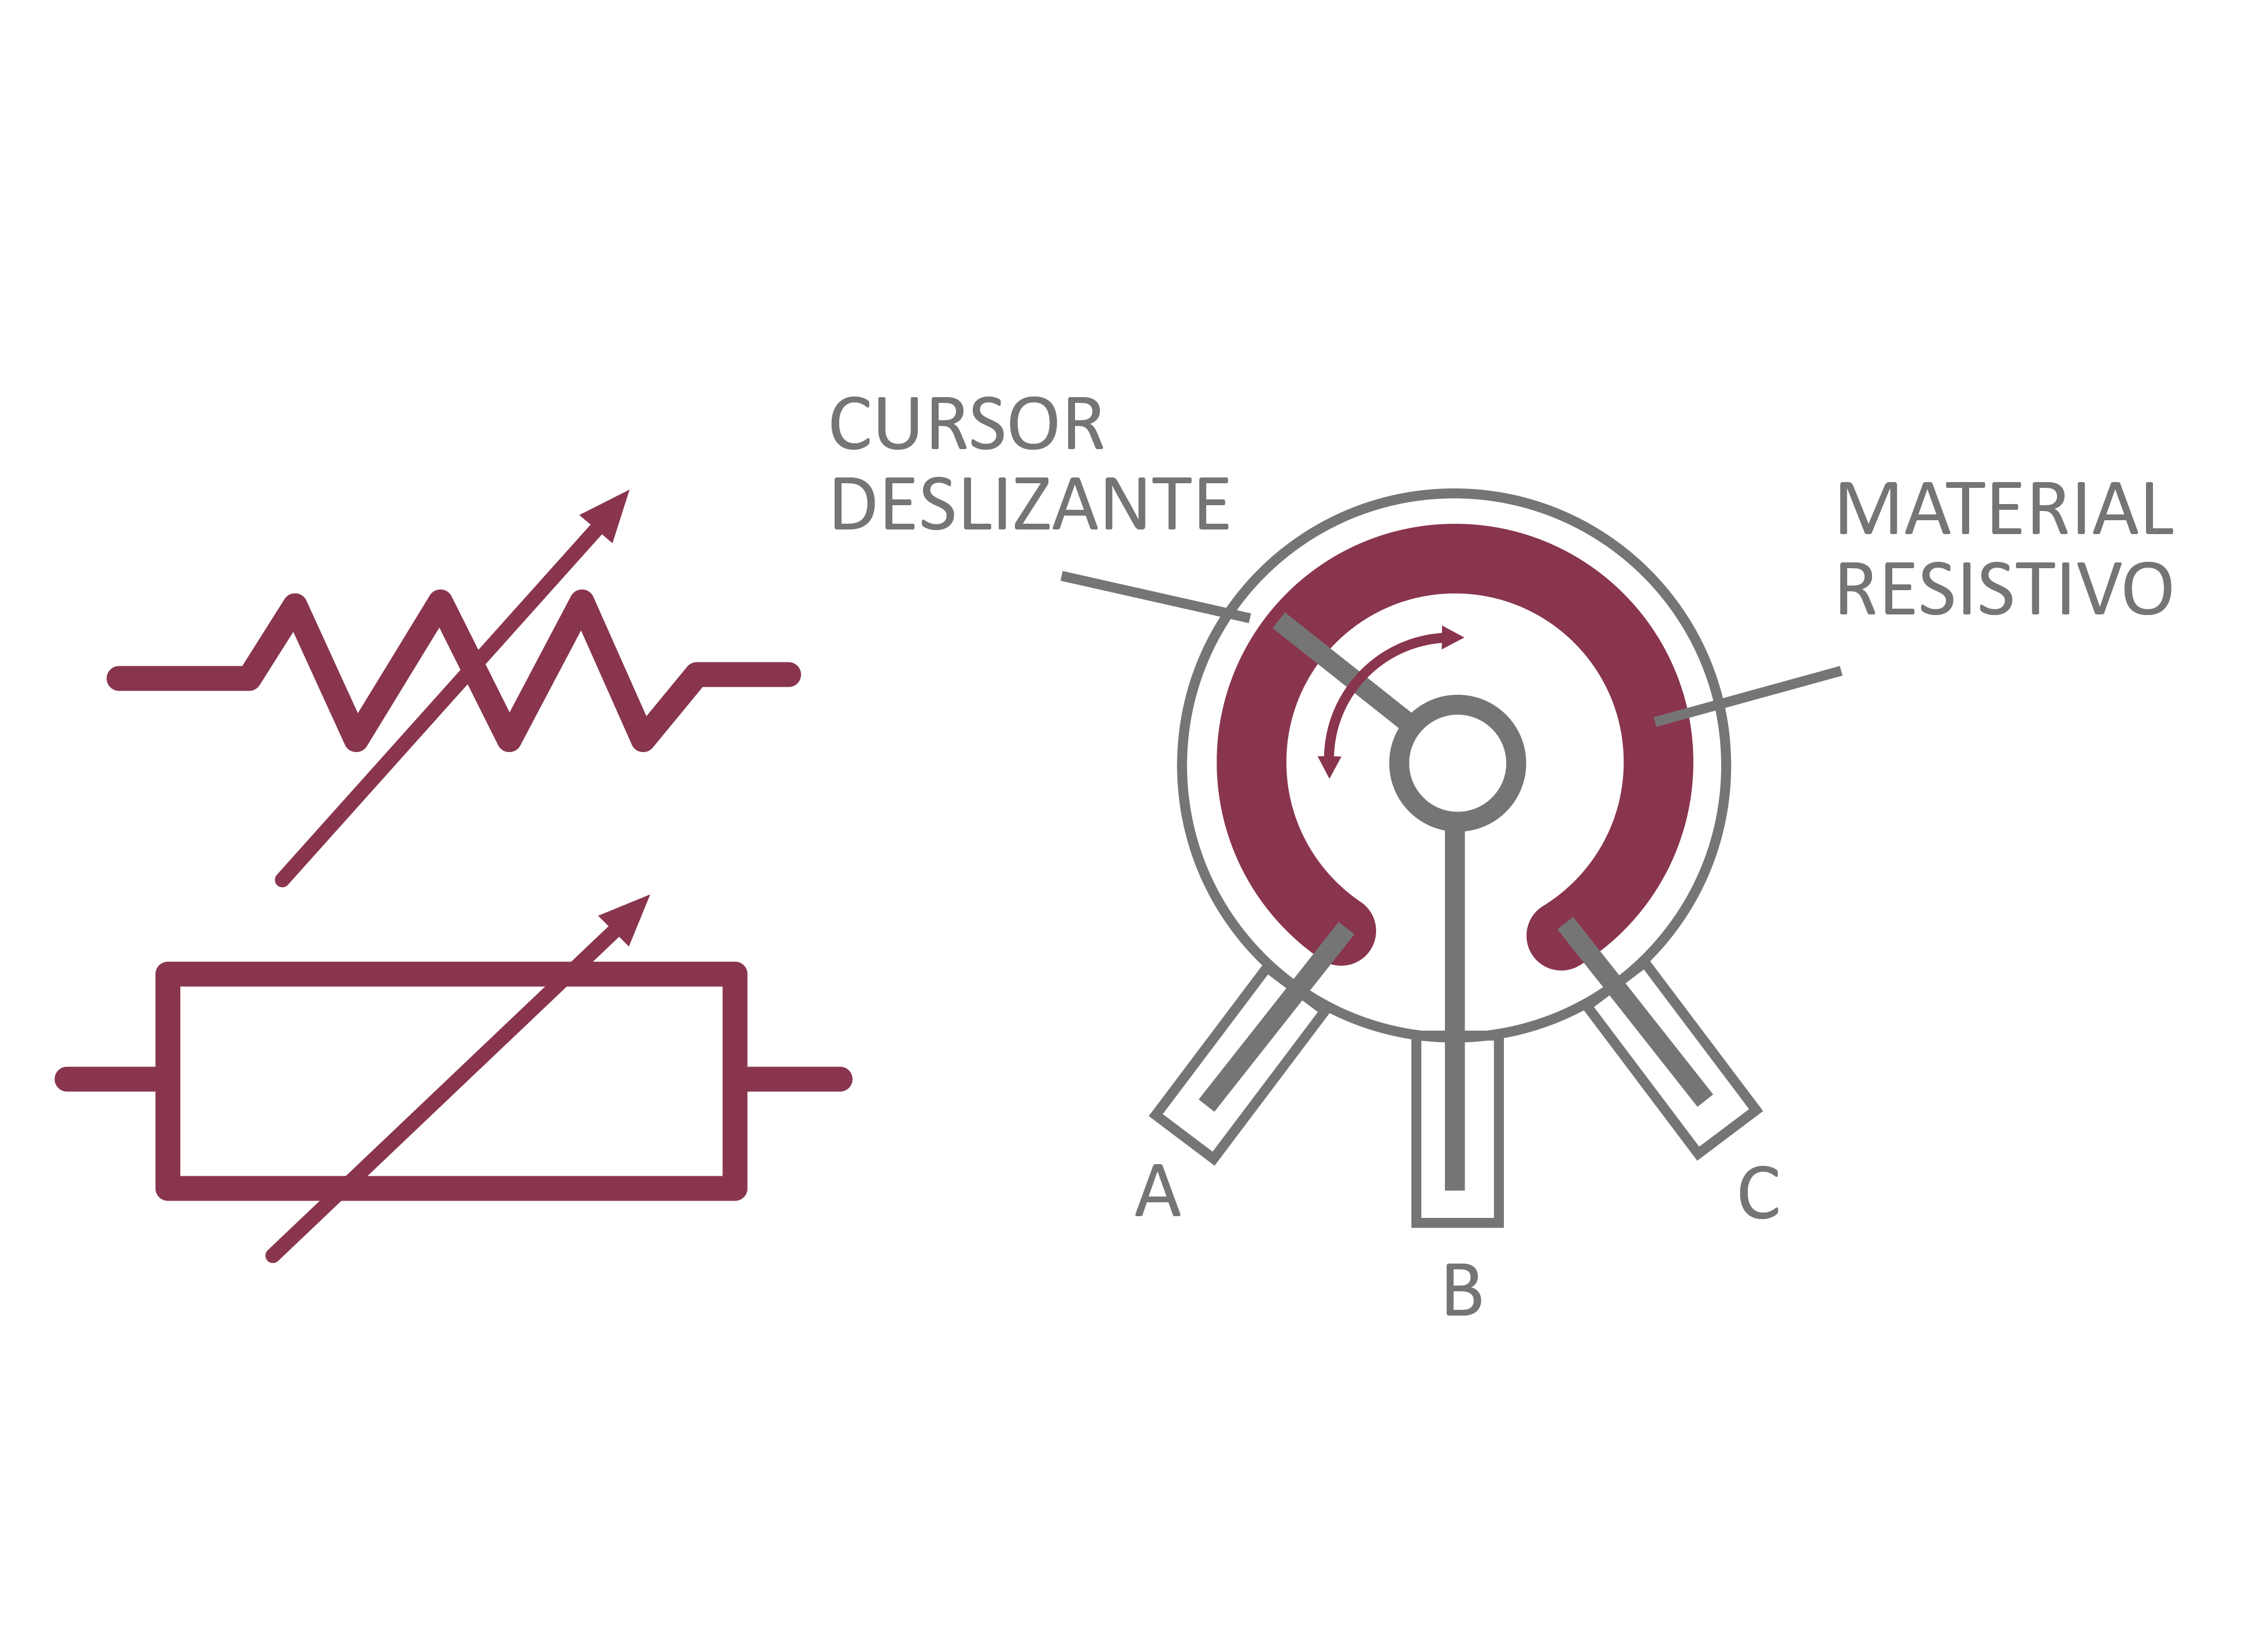 CURSOR
DESLIZANTE
MATERIAL
RESISTIVO
A
B
C